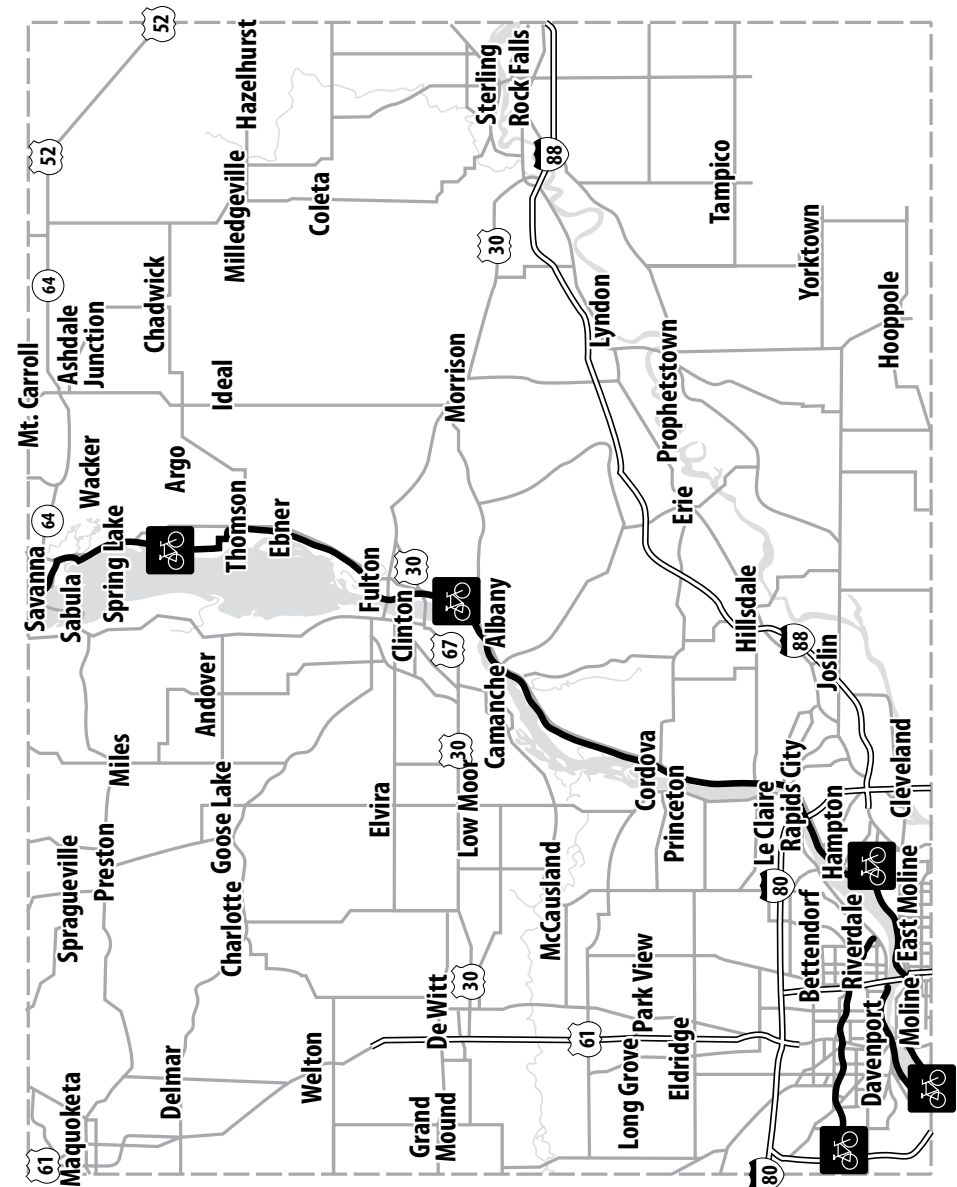 61
Maquoketa
Spragueville
Preston
Miles
Sabula
Savanna
64
Mt. Carroll
64
52
52
Spring Lake
Wacker
Ashdale
Junction
Delmar
Charlotte
Goose Lake
Andover
Thomson
Argo
Chadwick
Ideal
Milledgeville
Hazelhurst
Ebner
Coleta
Welton
Elvira
Fulton
Clinton
30
67
Grand
Mound
De Witt
30
Low Moor
30
Camanche
Albany
Morrison
30
Sterling
Rock Falls
88
McCausland
61
Long Grove
Park View
Eldridge
Cordova
Princeton
Lyndon
Prophetstown
Erie
Tampico
80
80
Le Claire
Rapids City
Hillsdale
88
Joslin
Yorktown
Bettendorf
Hampton
Riverdale
Davenport
Moline
East Moline
Cleveland
Hooppole